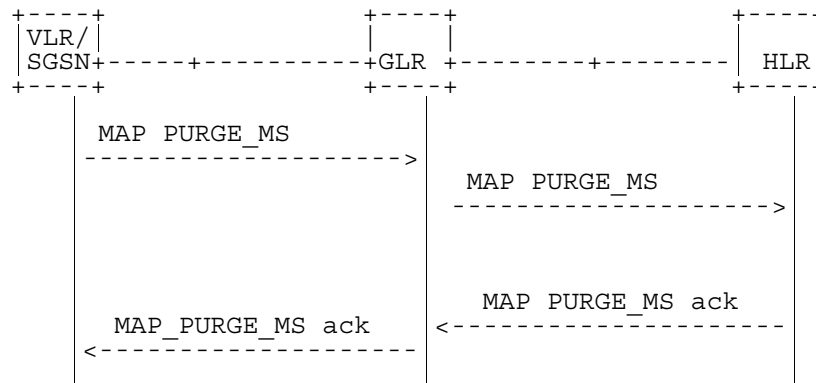 VLR/
SGSN GLR HLR
MAP PURGE_MS
MAP PURGE_MS
MAP PURGE_MS ack
MAP_PURGE_MS ack